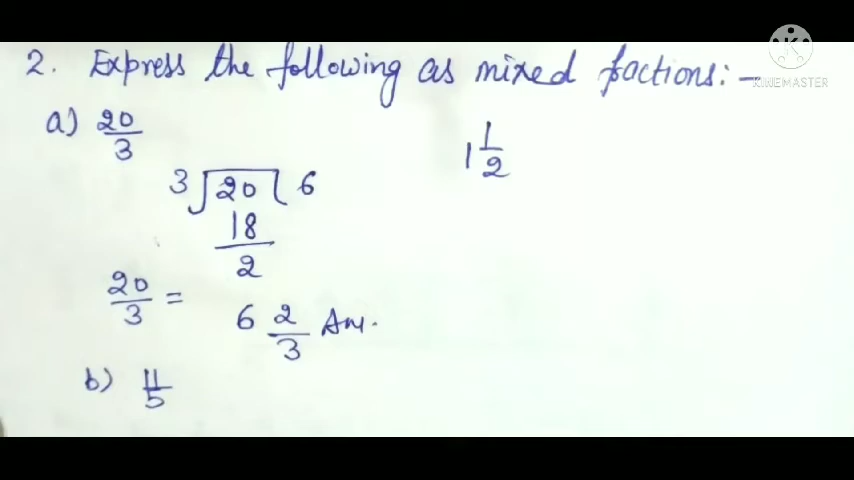 2. Express the following as mixed factions:-
KINEMASTER
a) 20/3
1 1/2
3 20 6
18
2
20/3 =
6 2/3 Ans.
b) 11/5